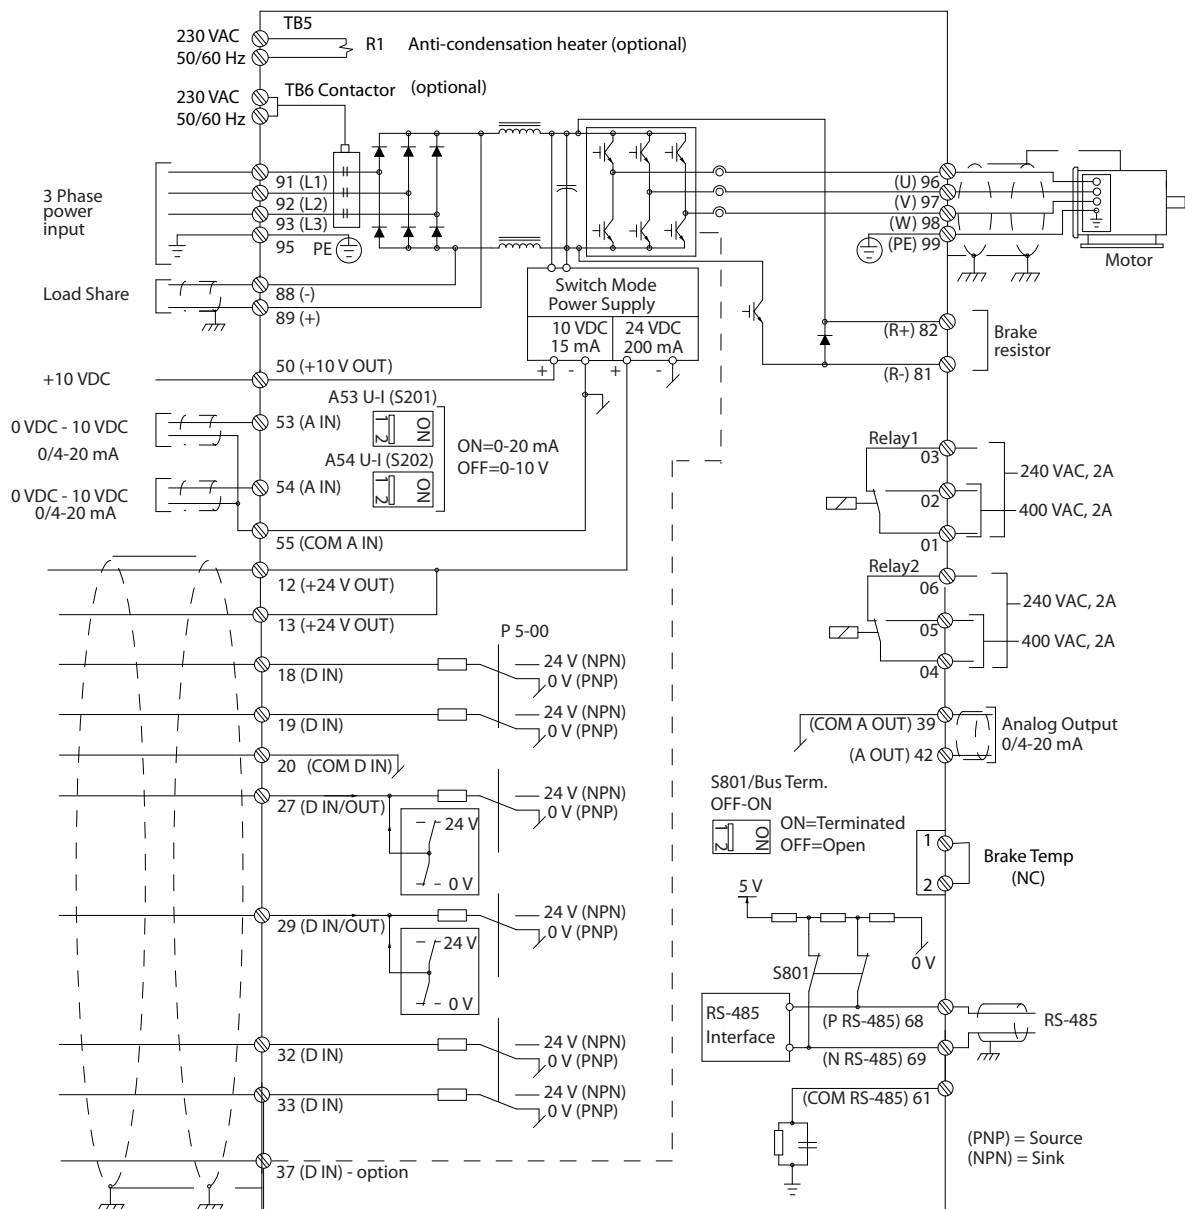 TB5
230 VAC
50/60 Hz
R1
Anti-condensation heater (optional)
230 VAC
50/60 Hz
TB6 Contactor
(optional)
3 Phase
power
input
91 (L1)
92 (L2)
93 (L3)
95
PE
(U) 96
(V) 97
(W) 98
(PE) 99
Motor
Load Share
88 (-)
89 (+)
Switch Mode
Power Supply
10 VDC
15 mA
24 VDC
200 mA
+
-
+
-
(R+) 82
(R-) 81
Brake
resistor
+10 VDC
50 (+10 V OUT)
A53 U-I (S201)
1 2
ON
0 VDC - 10 VDC
0/4-20 mA
53 (A IN)
ON=0-20 mA
OFF=0-10 V
A54 U-I (S202)
1 2
ON
0 VDC - 10 VDC
0/4-20 mA
54 (A IN)
55 (COM A IN)
Relay1
03
02
01
240 VAC, 2A
400 VAC, 2A
Relay2
06
05
04
240 VAC, 2A
400 VAC, 2A
12 (+24 V OUT)
13 (+24 V OUT)
P 5-00
18 (D IN)
24 V (NPN)
0 V (PNP)
19 (D IN)
24 V (NPN)
0 V (PNP)
20 (COM D IN)
27 (D IN/OUT)
24 V (NPN)
0 V (PNP)
24 V
0 V
29 (D IN/OUT)
24 V (NPN)
0 V (PNP)
24 V
0 V
32 (D IN)
24 V (NPN)
0 V (PNP)
33 (D IN)
24 V (NPN)
0 V (PNP)
37 (D IN) - option
(COM A OUT) 39
(A OUT) 42
Analog Output
0/4-20 mA
S801/Bus Term.
OFF-ON
1 2
ON
ON=Terminated
OFF=Open
1
2
Brake Temp
(NC)
5 V
0 V
S801
RS-485
Interface
(P RS-485) 68
(N RS-485) 69
RS-485
(COM RS-485) 61
(PNP) = Source
(NPN) = Sink